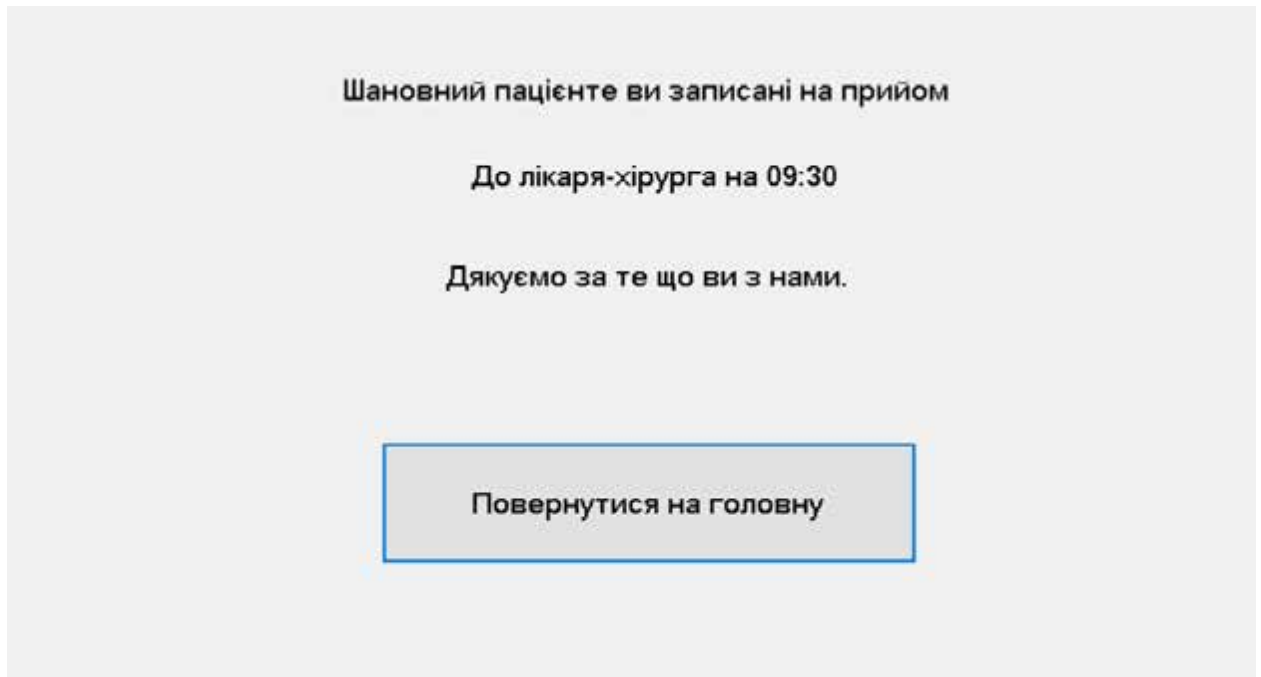 Шановний пацієнте ви записані на прийом
До лікаря-хірурга на 09:30
Дякуємо за те що ви з нами.
Повернутися на головну